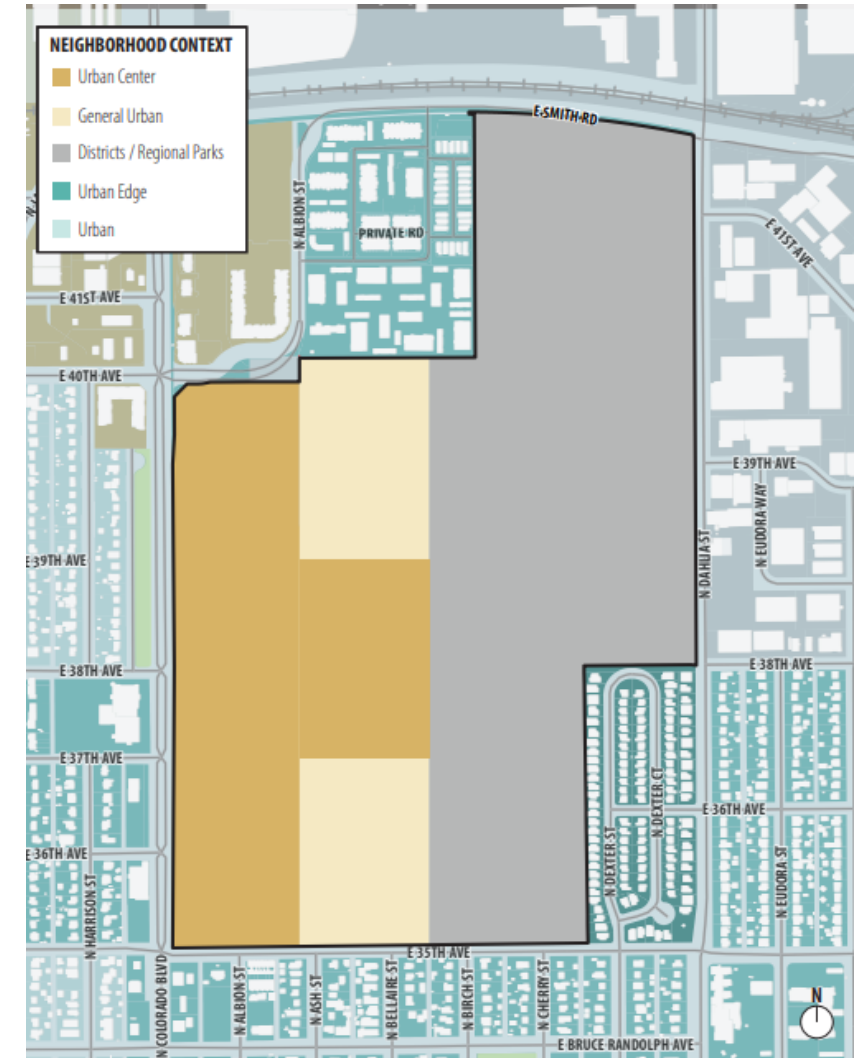 NEIGHBORHOOD CONTEXT
Urban Center
General Urban
Districts / Regional Parks
Urban Edge
Urban
E SMITH RD
N ALBION ST
PRIVATE RD
E 41ST AVE
E 41ST AVE
E 40TH AVE
E 39TH AVE
N EUDORA WAY
E 39TH AVE
N DAHLIA ST
E 38TH AVE
E 38TH AVE
E 37TH AVE
N DEXTER CT
E 36TH AVE
N DEXTER ST
E 36TH AVE
N HARRISON ST
N EUDORA ST
E 35TH AVE
N COLORADO BLVD
N ALBION ST
N ASH ST
N BELLAIRE ST
N BIRCH ST
N CHERRY ST
N
E BRUCE RANDOLPH AVE